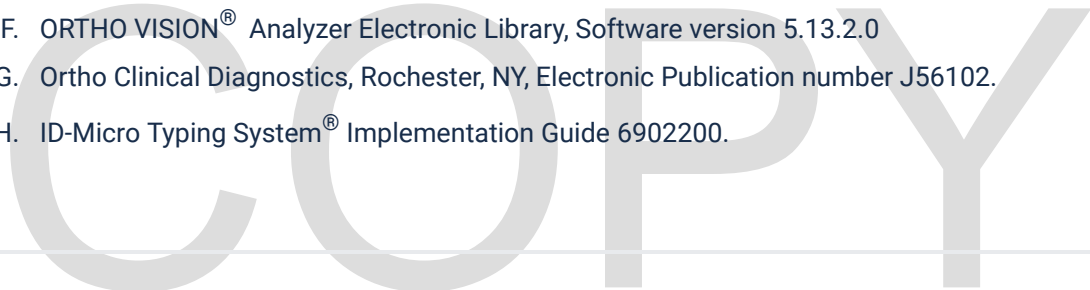 F. ORTHO VISION® Analyzer Electronic Library, Software version 5.13.2.0
G. Ortho Clinical Diagnostics, Rochester, NY, Electronic Publication number J56102.
H. ID-Micro Typing System® Implementation Guide 6902200.
COPY